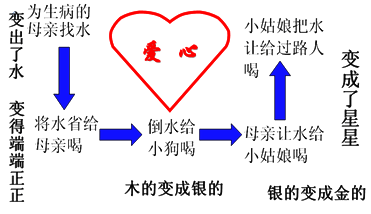 变出了水
变得端端正正
为生病的
母亲找水
将水省给
母亲喝
爱心
倒水给
小狗喝
木的变成银的
母亲让水给
小姑娘喝
小姑娘把水
让给过路人
喝
变成了星星
银的变成金的